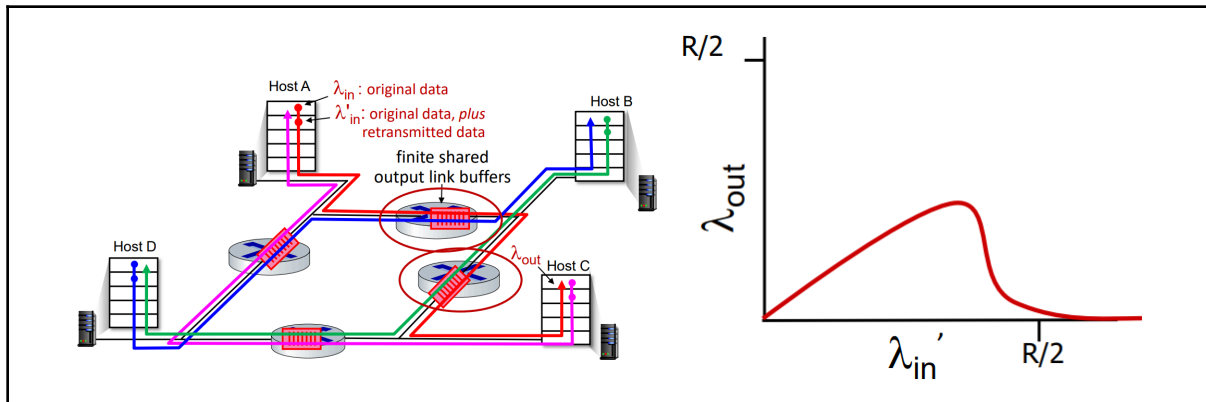 Host A
λin : original data
λ'in: original data, plus
retransmitted data
finite shared
output link buffers
Host B
Host D
λout
Host C
R/2
λout
λin'
R/2